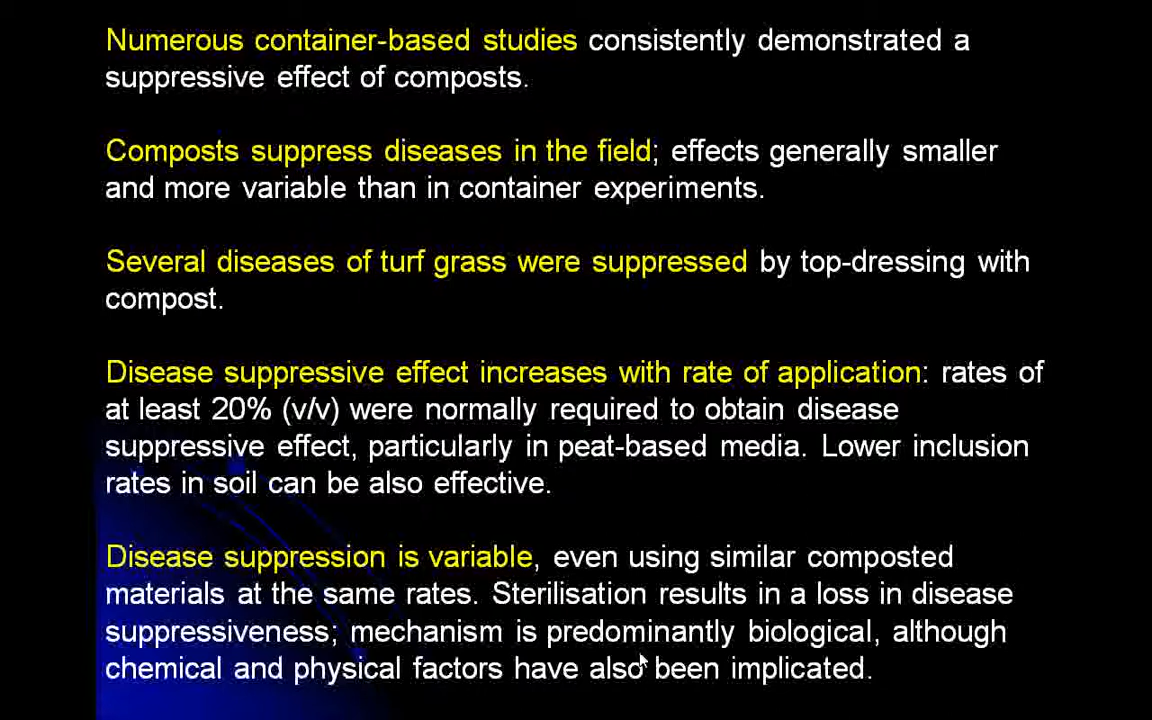 Numerous container-based studies consistently demonstrated a
suppressive effect of composts.
Composts suppress diseases in the field; effects generally smaller
and more variable than in container experiments.
Several diseases of turf grass were suppressed by top-dressing with
compost.
Disease suppressive effect increases with rate of application: rates of
at least 20% (v/v) were normally required to obtain disease
suppressive effect, particularly in peat-based media. Lower inclusion
rates in soil can be also effective.
Disease suppression is variable, even using similar composted
materials at the same rates. Sterilisation results in a loss in disease
suppressiveness; mechanism is predominantly biological, although
chemical and physical factors have also been implicated.